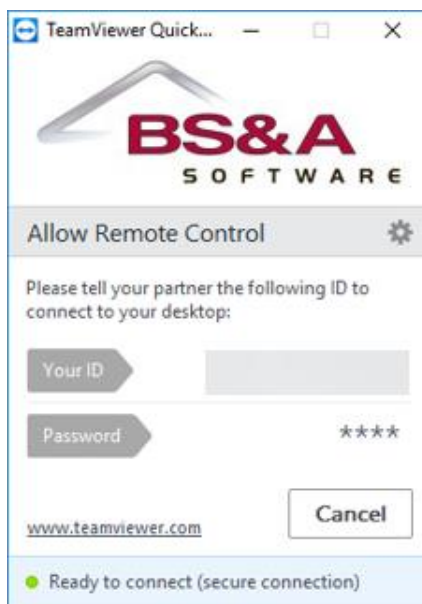 TeamViewer Quick...
BS&A
SOFTWARE
Allow Remote Control
Please tell your partner the following ID to
connect to your desktop:
Your ID
Password ****
www.teamviewer.com
Cancel
Ready to connect (secure connection)